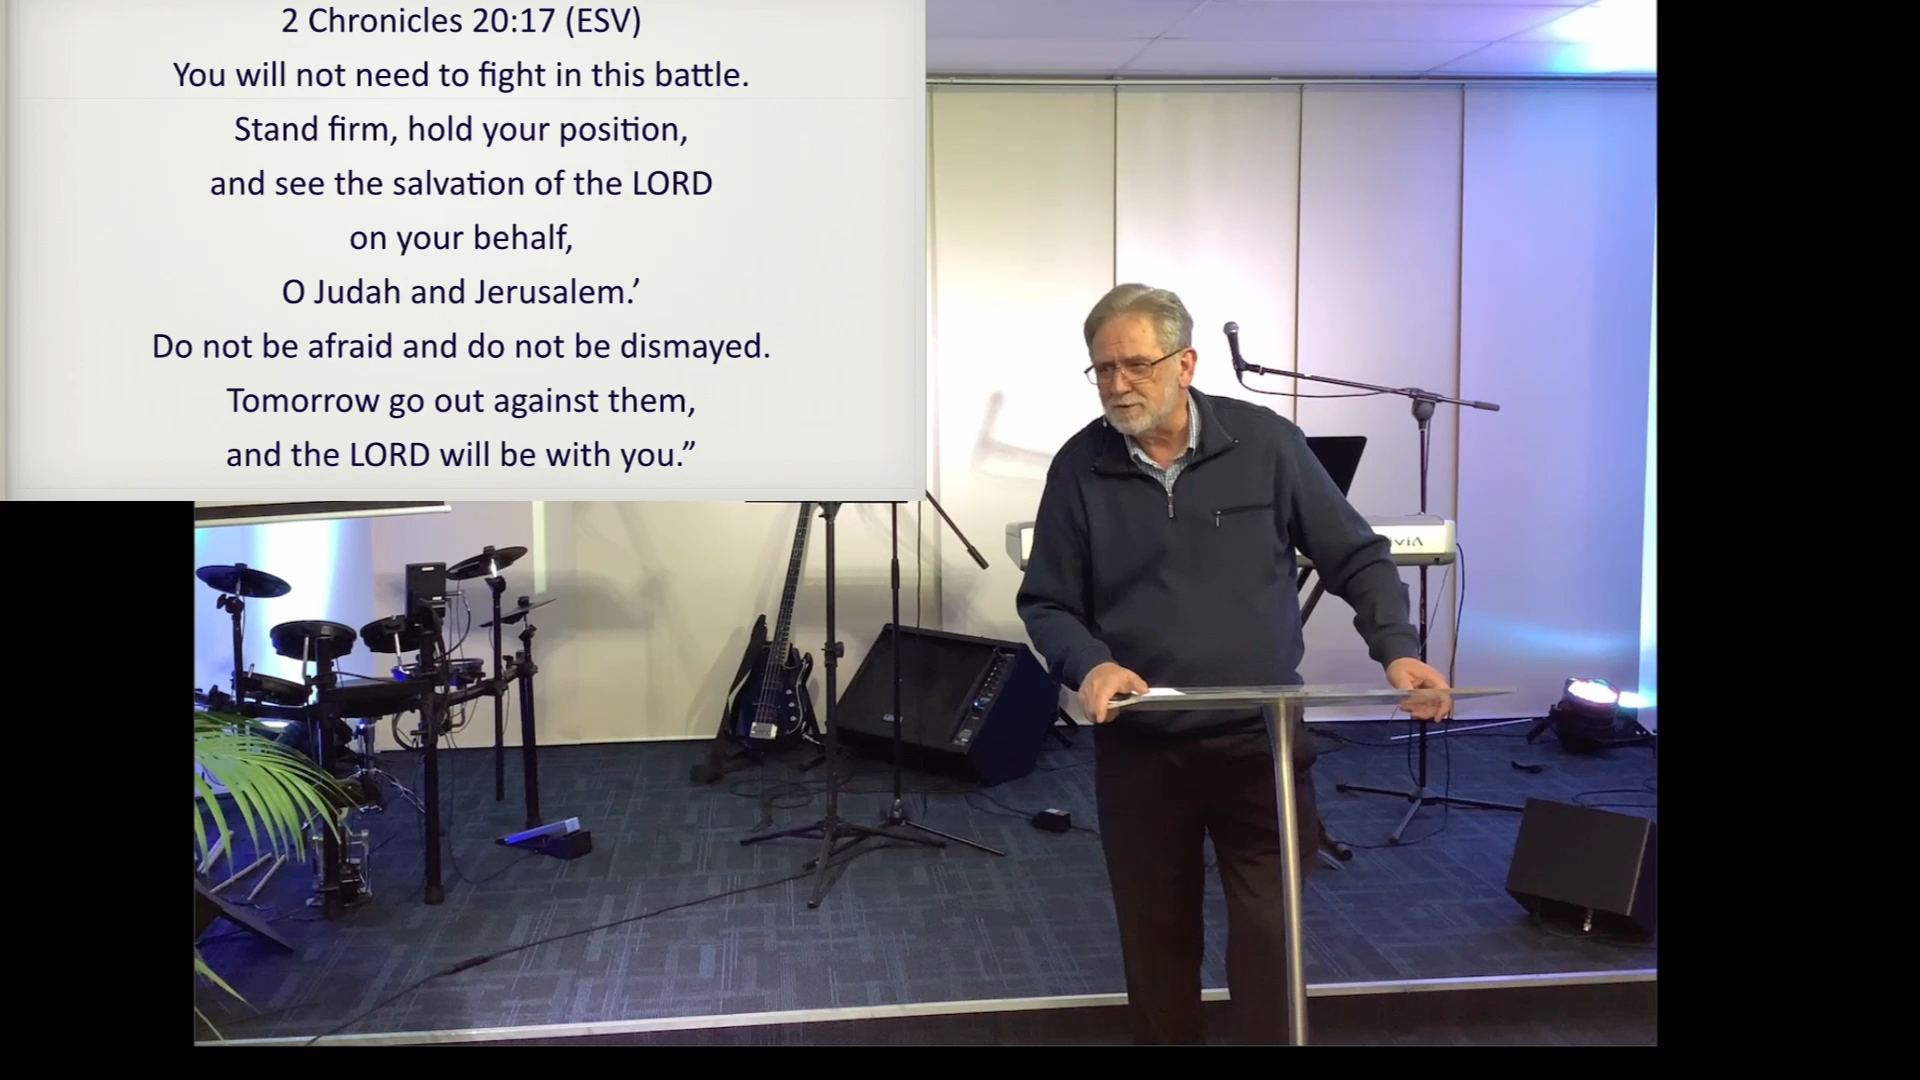 2 Chronicles 20:17 (ESV)
You will not need to fight in this battle.
Stand firm, hold your position,
and see the salvation of the LORD
on your behalf,
O Judah and Jerusalem.’
Do not be afraid and do not be dismayed.
Tomorrow go out against them,
and the LORD will be with you.”